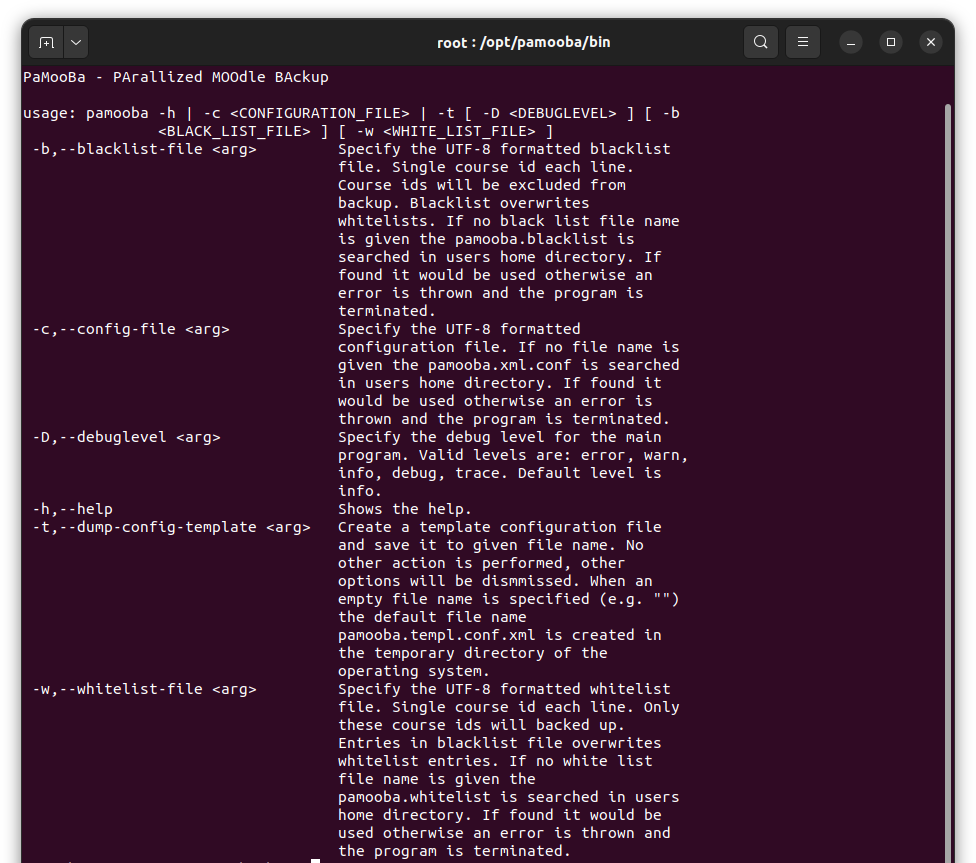 root : /opt/pamooba/bin
PaMooBa - PArallized MOOdle BAckup
usage: pamooba -h | -c <CONFIGURATION_FILE> | -t [ -D <DEBUGLEVEL> ] [ -b
<BLACK_LIST_FILE> ] [ -w <WHITE_LIST_FILE> ]
-b,--blacklist-file <arg> Specify the UTF-8 formatted blacklist
file. Single course id each line.
Course ids will be excluded from
backup. Blacklist overwrites
whitelists. If no black list file name
is given the pamooba.blacklist is
searched in users home directory. If
found it would be used otherwise an
error is thrown and the program is
terminated.
-c,--config-file <arg> Specify the UTF-8 formatted
configuration file. If no file name is
given the pamooba.xml.conf is searched
in users home directory. If found it
would be used otherwise an error is
thrown and the program is terminated.
-D,--debuglevel <arg> Specify the debug level for the main
program. Valid levels are: error, warn,
info, debug, trace. Default level is
info.
-h,--help Shows the help.
-t,--dump-config-template <arg> Create a template configuration file
and save it to given file name. No
other action is performed, other
options will be dismmissed. When an
empty file name is specified (e.g. "")
the default file name
pamooba.templ.conf.xml is created in
the temporary directory of the
operating system.
-w,--whitelist-file <arg> Specify the UTF-8 formatted whitelist
file. Single course id each line. Only
these course ids will backed up.
Entries in blacklist file overwrites
whitelist entries. If no white list
file name is given the
pamooba.whitelist is searched in users
home directory. If found it would be
used otherwise an error is thrown and
the program is terminated.